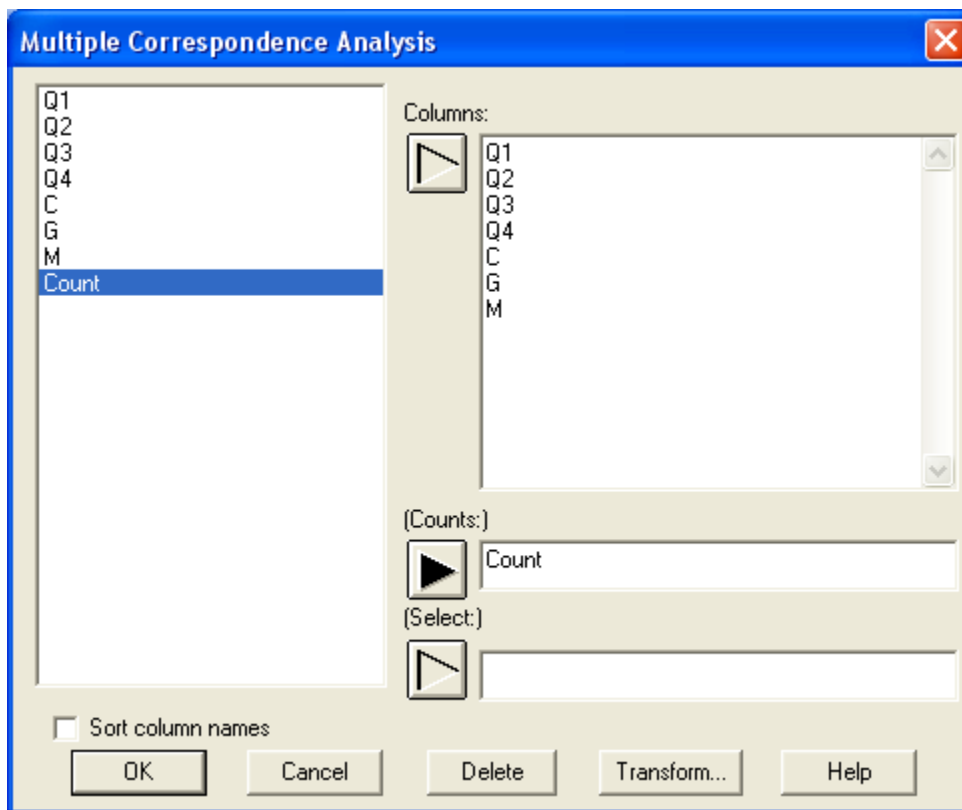 Multiple Correspondence Analysis
Q1
Q2
Q3
Q4
C
G
M
Count
Columns:
Q1
Q2
Q3
Q4
C
G
M
(Counts:)
Count
(Select:)
Sort column names
OK Cancel Delete Transform... Help